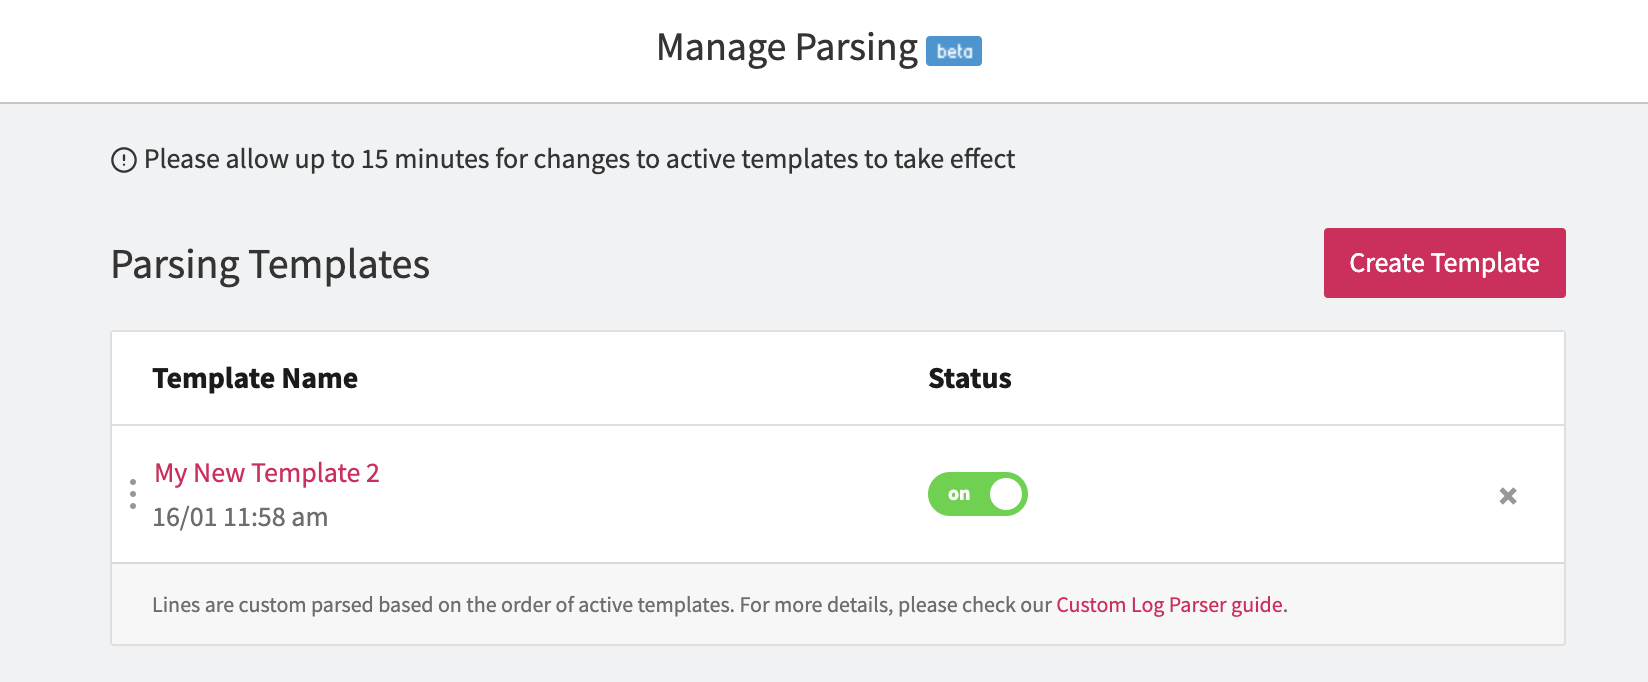 Manage Parsing beta
Please allow up to 15 minutes for changes to active templates to take effect
Parsing Templates
Create Template
Template Name
Status
My New Template 2
16/01 11:58 am
on
Lines are custom parsed based on the order of active templates. For more details, please check our Custom Log Parser guide.